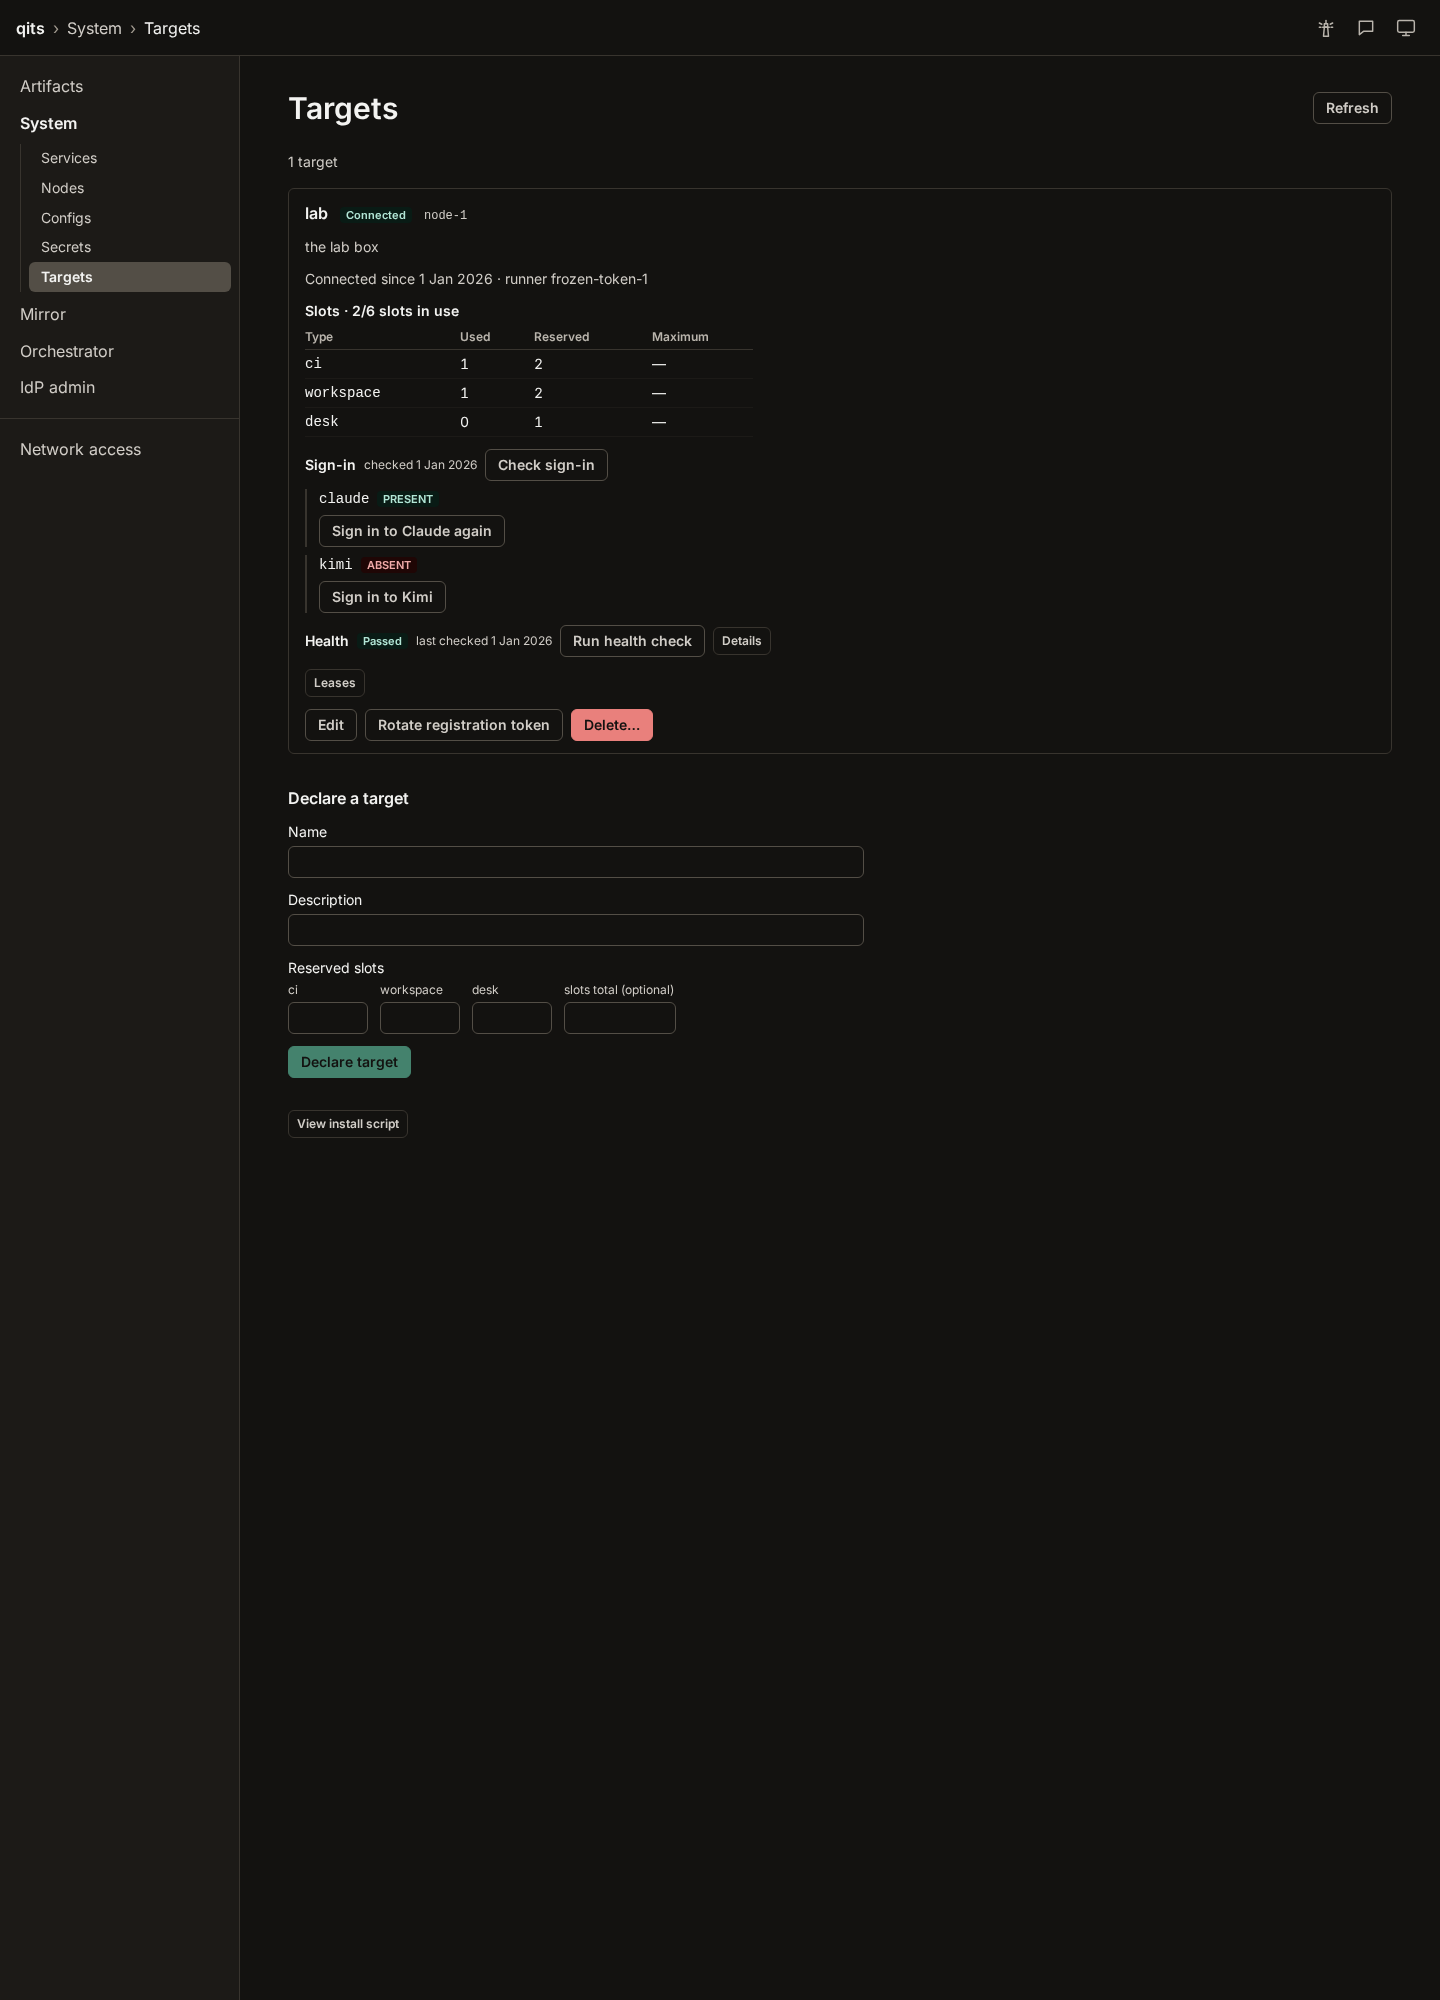 qits › System › Targets
Artifacts
System
Services
Nodes
Configs
Secrets
Targets
Mirror
Orchestrator
IdP admin
Network access
Targets
Refresh
1 target
lab Connected node-1
the lab box
Connected since 1 Jan 2026 · runner frozen-token-1
Slots · 2/6 slots in use
Type Used Reserved Maximum
ci 1 2 —
workspace 1 2 —
desk 0 1 —
Sign-in checked 1 Jan 2026 Check sign-in
claude PRESENT
Sign in to Claude again
kimi ABSENT
Sign in to Kimi
Health Passed last checked 1 Jan 2026 Run health check Details
Leases
Edit Rotate registration token Delete...
Declare a target
Name
Description
Reserved slots
ci workspace desk slots total (optional)
Declare target
View install script